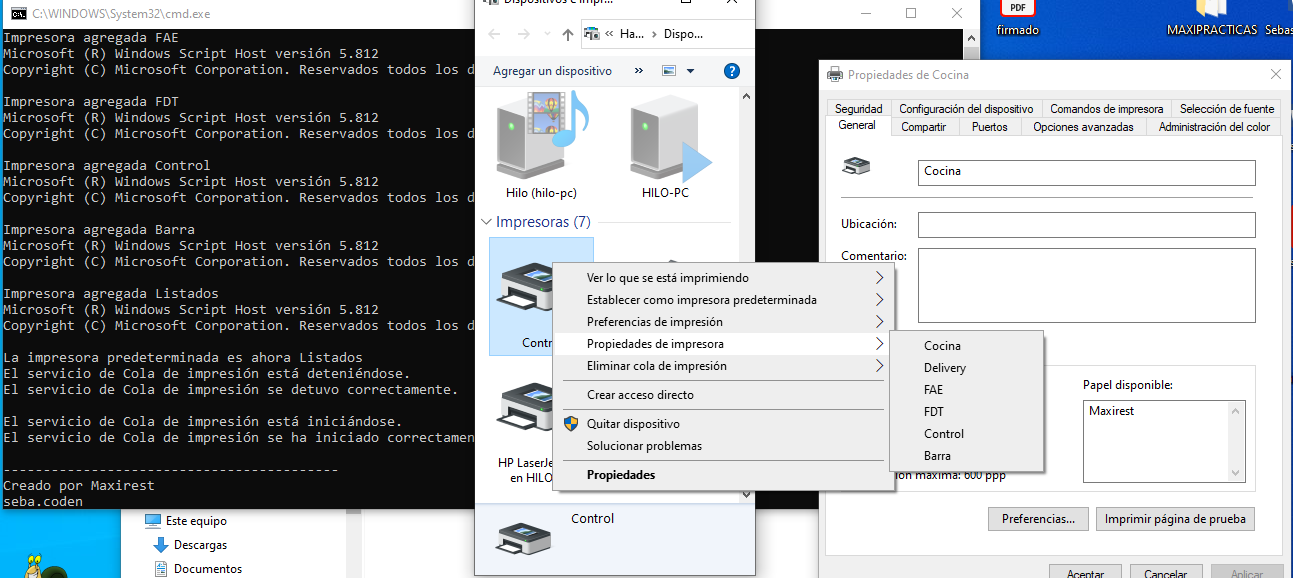 C:\WINDOWS\System32\cmd.exe
Impresora agregada FAE
Microsoft (R) Windows Script Host versión 5.812
Copyright (C) Microsoft Corporation. Reservados todos los d
Impresora agregada FDT
Microsoft (R) Windows Script Host versión 5.812
Copyright (C) Microsoft Corporation. Reservados todos los d
Impresora agregada Control
Microsoft (R) Windows Script Host versión 5.812
Copyright (C) Microsoft Corporation. Reservados todos los d
Impresora agregada Barra
Microsoft (R) Windows Script Host versión 5.812
Copyright (C) Microsoft Corporation. Reservados todos los d
Impresora agregada Listados
Microsoft (R) Windows Script Host versión 5.812
Copyright (C) Microsoft Corporation. Reservados todos los d
La impresora predeterminada es ahora Listados
El servicio de Cola de impresión está deteniéndose.
El servicio de Cola de impresión se detuvo correctamente.
El servicio de Cola de impresión está iniciándose.
El servicio de Cola de impresión se ha iniciado correctamen
------------------------------------------
Creado por Maxirest
seba.coden
Este equipo
Descargas
Documentos
Dispositivos e impr...
« Ha... > Dispo...
Agregar un dispositivo »
Hilo (hilo-pc)
HILO-PC
Impresoras (7)
Contr
HP LaserJe
en HILO
Control
Ver lo que se está imprimiendo
Establecer como impresora predeterminada
Preferencias de impresión
Propiedades de impresora
Eliminar cola de impresión
Crear acceso directo
Quitar dispositivo
Solucionar problemas
Propiedades
Cocina
Delivery
FAE
FDT
Control
Barra
PDF
firmado
MAXIPRACTICAS
Sebas
Propiedades de Cocina
Seguridad
Configuración del dispositivo
Comandos de impresora
Selección de fuente
General
Compartir
Puertos
Opciones avanzadas
Administración del color
Cocina
Ubicación:
Comentario:
Papel disponible:
Maxirest
ión máxima: 600 ppp
Preferencias...
Imprimir página de prueba
Aceptar
Cancelar
Aplicar